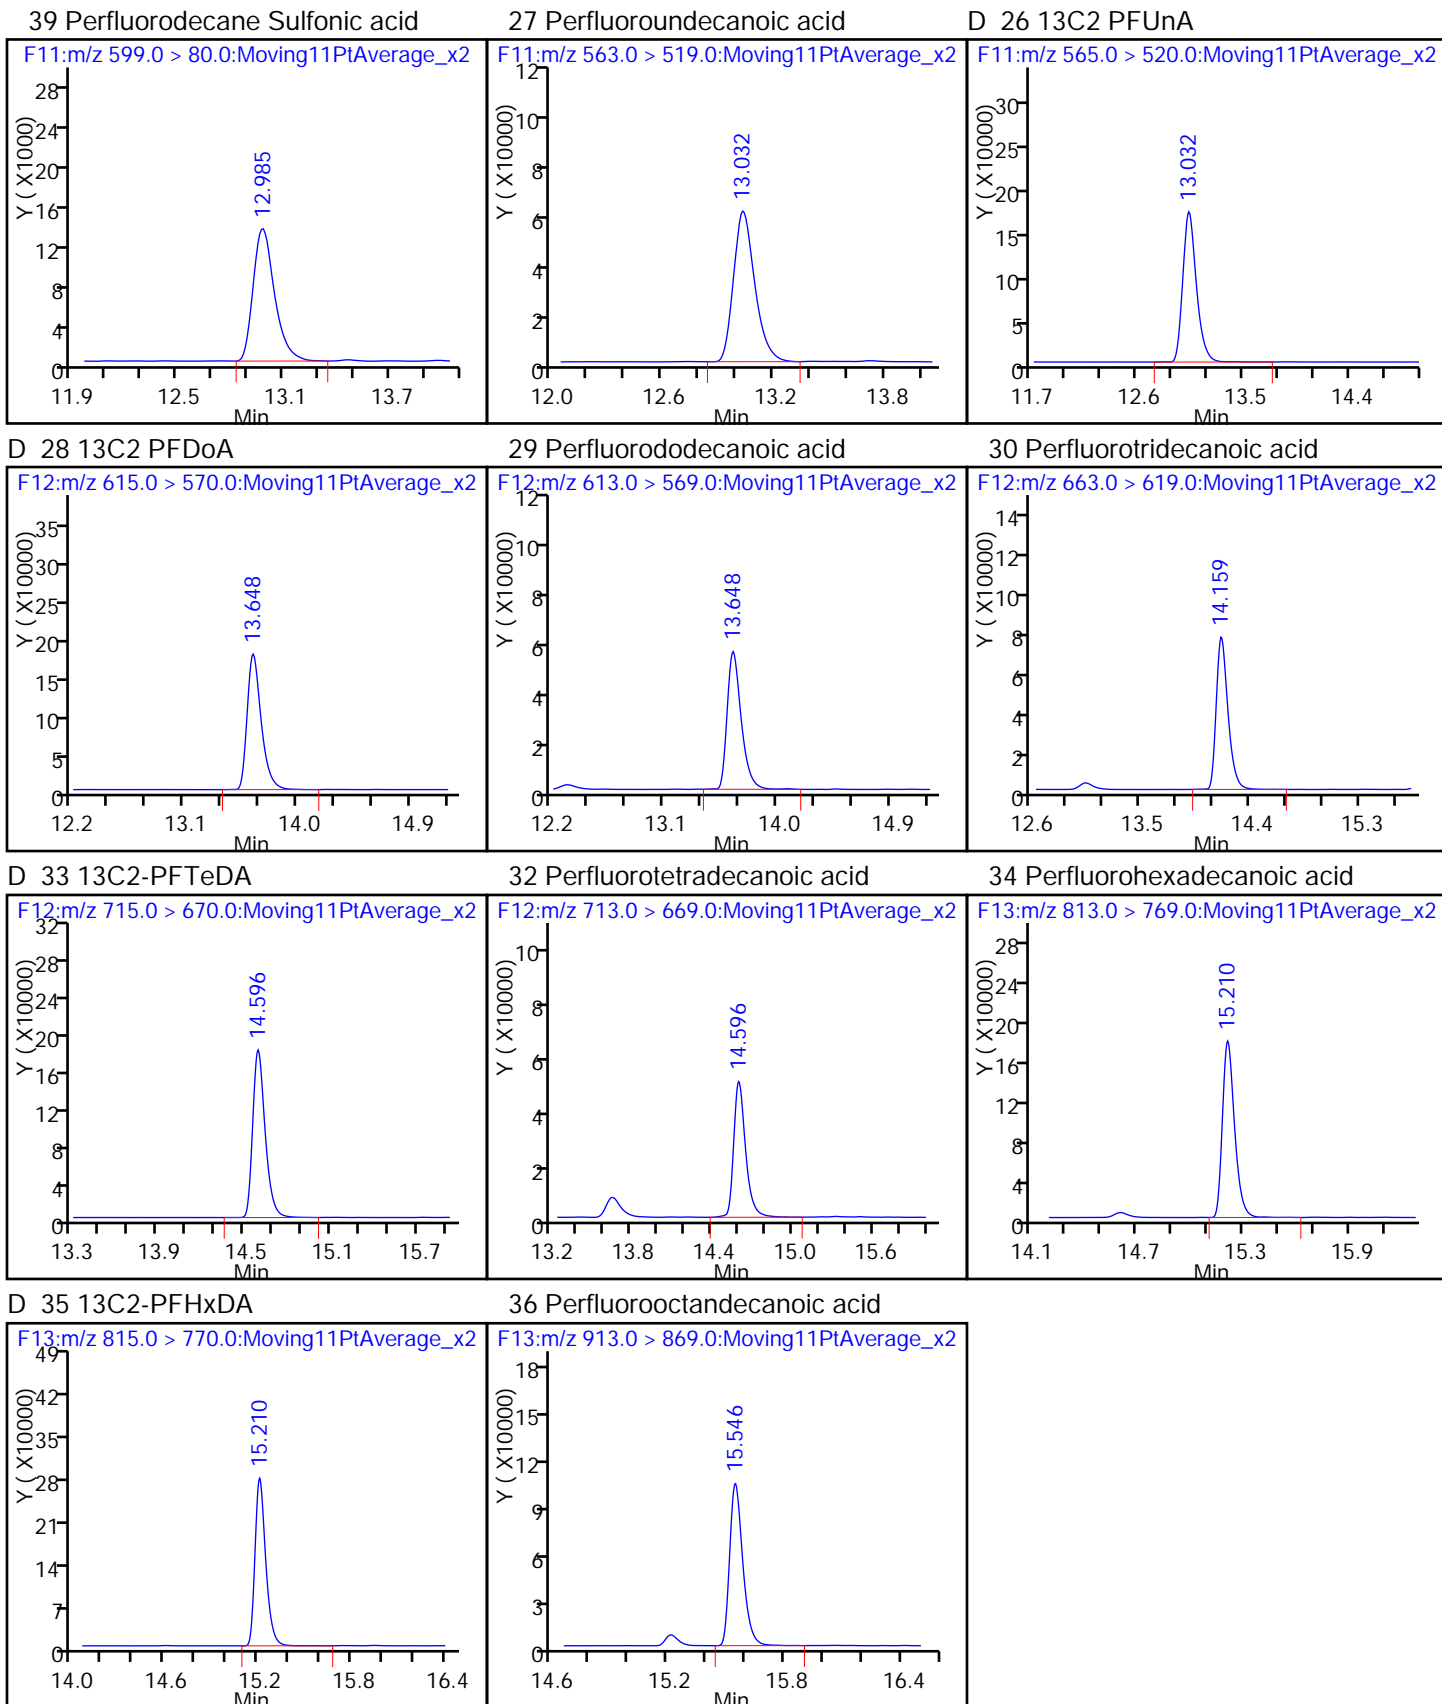 39 Perfluorodecane Sulfonic acid
F11:m/z 599.0 > 80.0:Moving11PtAverage_x2
Y ( X10000)
28
24
20
16
12
8
4
0
12.985
11.9 12.5 13.1 13.7
Min
27 Perfluoroundecanoic acid
F11:m/z 563.0 > 519.0:Moving11PtAverage_x2
Y ( X10000)
12
10
8
6
4
2
0
13.032
12.0 12.6 13.2 13.8
Min
D 26 13C2 PFUnA
F11:m/z 565.0 > 520.0:Moving11PtAverage_x2
Y ( X10000)
30
25
20
15
10
5
0
13.032
11.7 12.6 13.5 14.4
Min
D 28 13C2 PFDoA
F12:m/z 615.0 > 570.0:Moving11PtAverage_x2
Y ( X10000)
35
30
25
20
15
10
5
0
13.648
12.2 13.1 14.0 14.9
Min
29 Perfluorododecanoic acid
F12:m/z 613.0 > 569.0:Moving11PtAverage_x2
Y ( X10000)
12
10
8
6
4
2
0
13.648
12.2 13.1 14.0 14.9
Min
30 Perfluorotridecanoic acid
F12:m/z 663.0 > 619.0:Moving11PtAverage_x2
Y ( X10000)
14
12
10
8
6
4
2
0
14.159
12.6 13.5 14.4 15.3
Min
D 33 13C2-PFTeDA
F12:m/z 715.0 > 670.0:Moving11PtAverage_x2
Y ( X10000)
32
28
24
20
16
12
8
4
0
14.596
13.3 13.9 14.5 15.1 15.7
Min
32 Perfluorotetradecanoic acid
F12:m/z 713.0 > 669.0:Moving11PtAverage_x2
Y ( X10000)
10
8
6
4
2
0
14.596
13.2 13.8 14.4 15.0 15.6
Min
34 Perfluorohexadecanoic acid
F13:m/z 813.0 > 769.0:Moving11PtAverage_x2
Y ( X10000)
28
24
20
16
12
8
4
0
15.210
14.1 14.7 15.3 15.9
Min
D 35 13C2-PFHxDA
F13:m/z 815.0 > 770.0:Moving11PtAverage_x2
Y ( X10000)
49
42
35
28
21
14
7
0
15.210
14.0 14.6 15.2 15.8 16.4
Min
36 Perfluorooctandecanoic acid
F13:m/z 913.0 > 869.0:Moving11PtAverage_x2
Y ( X10000)
18
15
12
9
6
3
0
15.546
14.6 15.2 15.8 16.4
Min